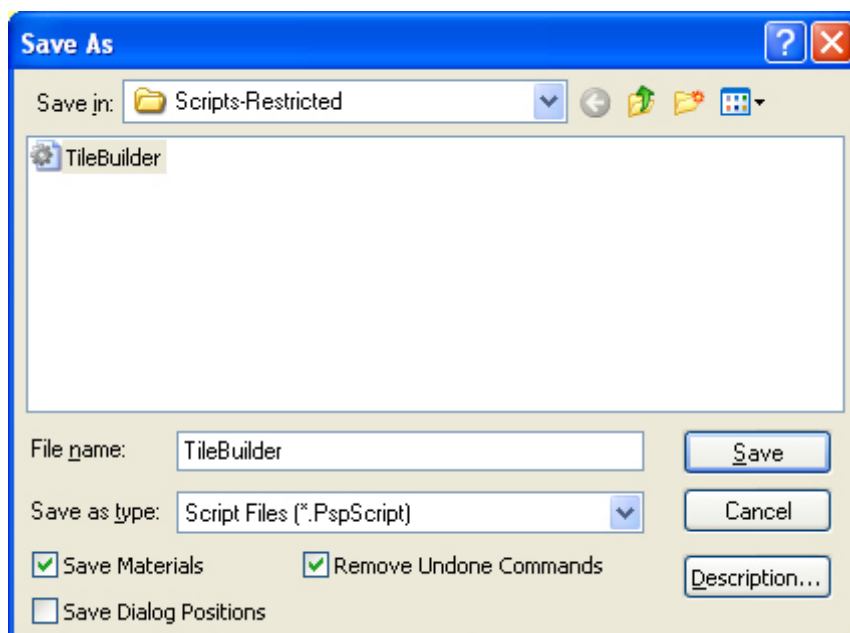 Save As
Save in: Scripts-Restricted
TileBuilder
File name: TileBuilder
Save
Save as type: Script Files (*.PspScript)
Cancel
Save Materials
Remove Undone Commands
Description...
Save Dialog Positions